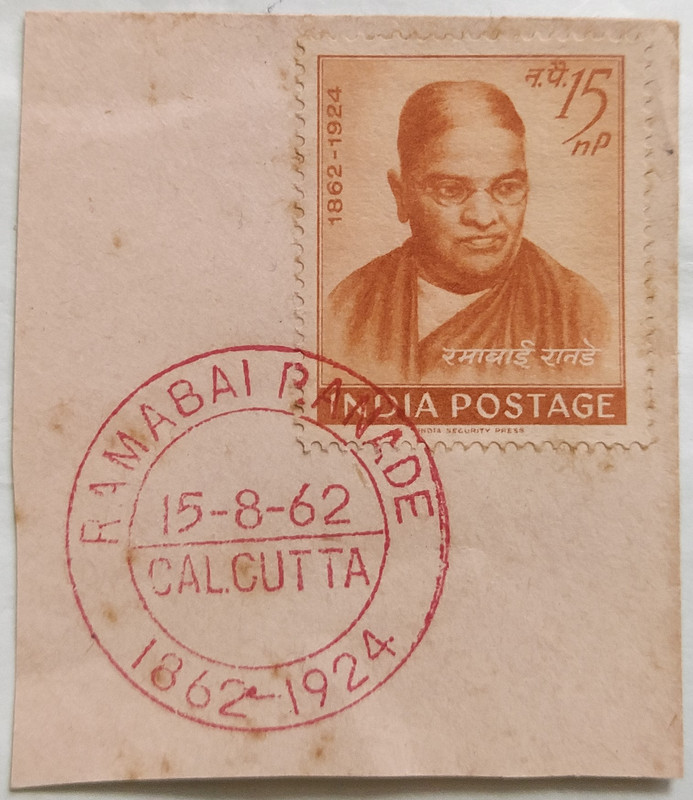 1862-1924
न.पै. 15
nP
रमाबाई रानडे
INDIA POSTAGE
INDIA SECURITY PRESS
RAMABAI RANADE
15-8-62
CALCUTTA
1862-1924